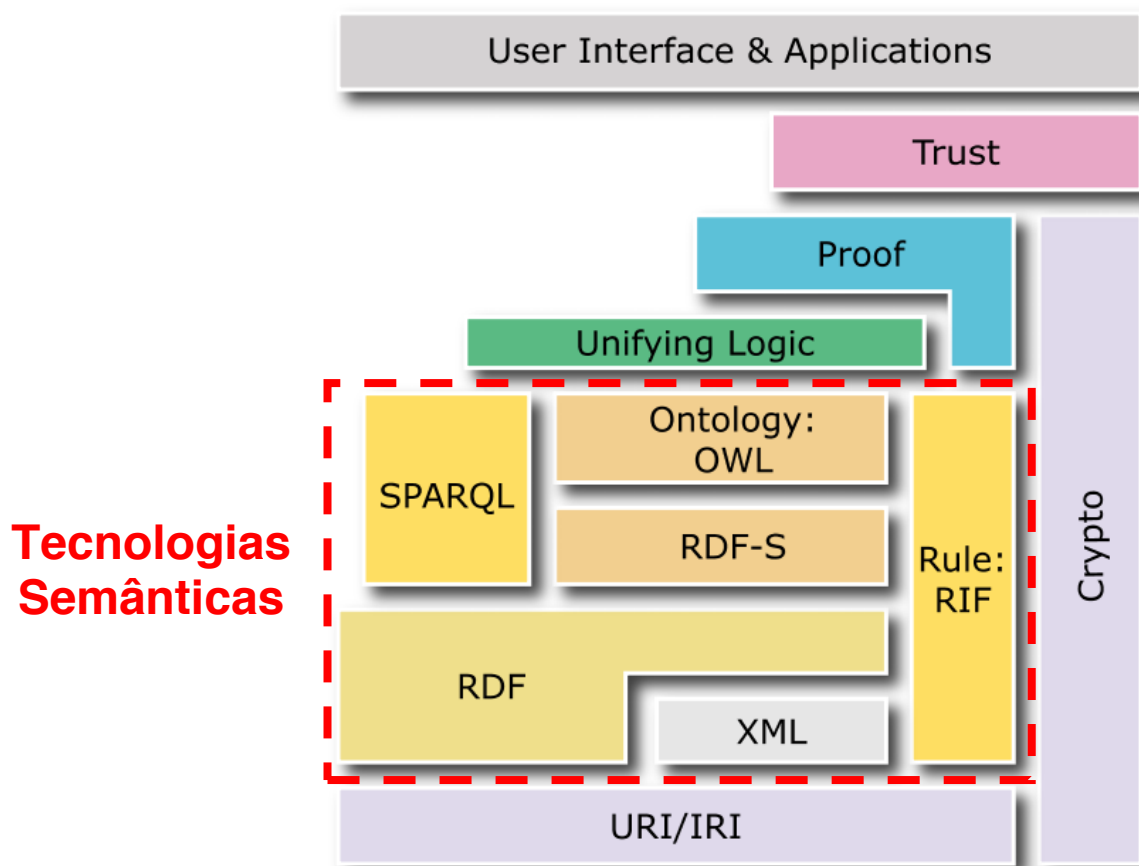 User Interface & Applications
Trust
Proof
Unifying Logic
Ontology:
OWL
SPARQL
RDF-S
Rule:
RIF
Crypto
Tecnologias
Semânticas
RDF
XML
URI/IRI